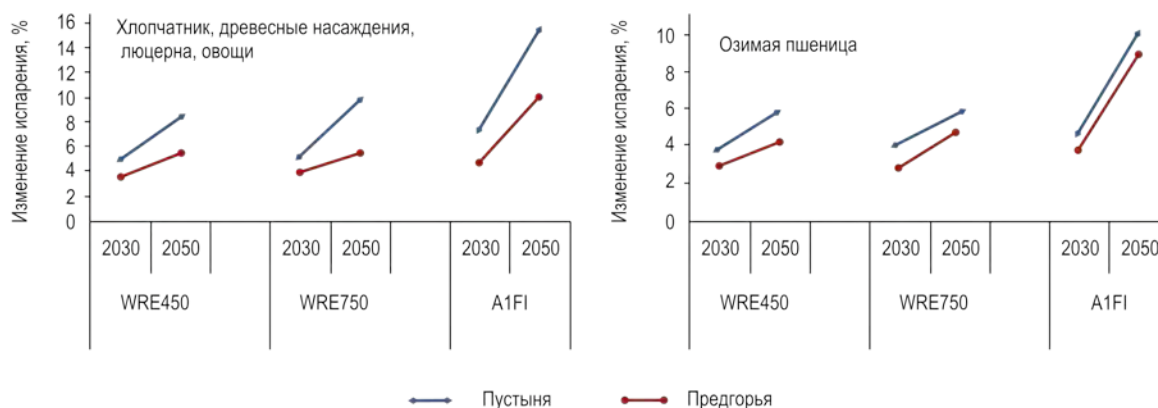 Изменение испарения, %
16
14
12
10
8
6
4
2
0
Хлопчатник, древесные насаждения,
люцерна, овощи
2030 2050 2030 2050 2030 2050
WRE450 WRE750 A1FI
Изменение испарения, %
10
8
6
4
2
0
Озимая пшеница
2030 2050 2030 2050 2030 2050
WRE450 WRE750 A1FI
Пустыня Предгорья